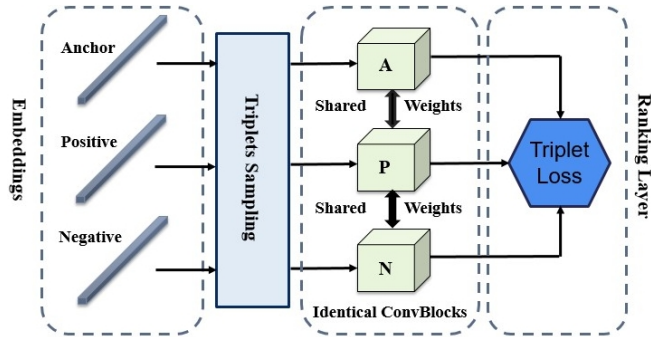 Embeddings
Anchor
Positive
Negative
Triplets Sampling
A
Shared Weights
P
Shared Weights
N
Identical ConvBlocks
Triplet
Loss
Ranking Layer